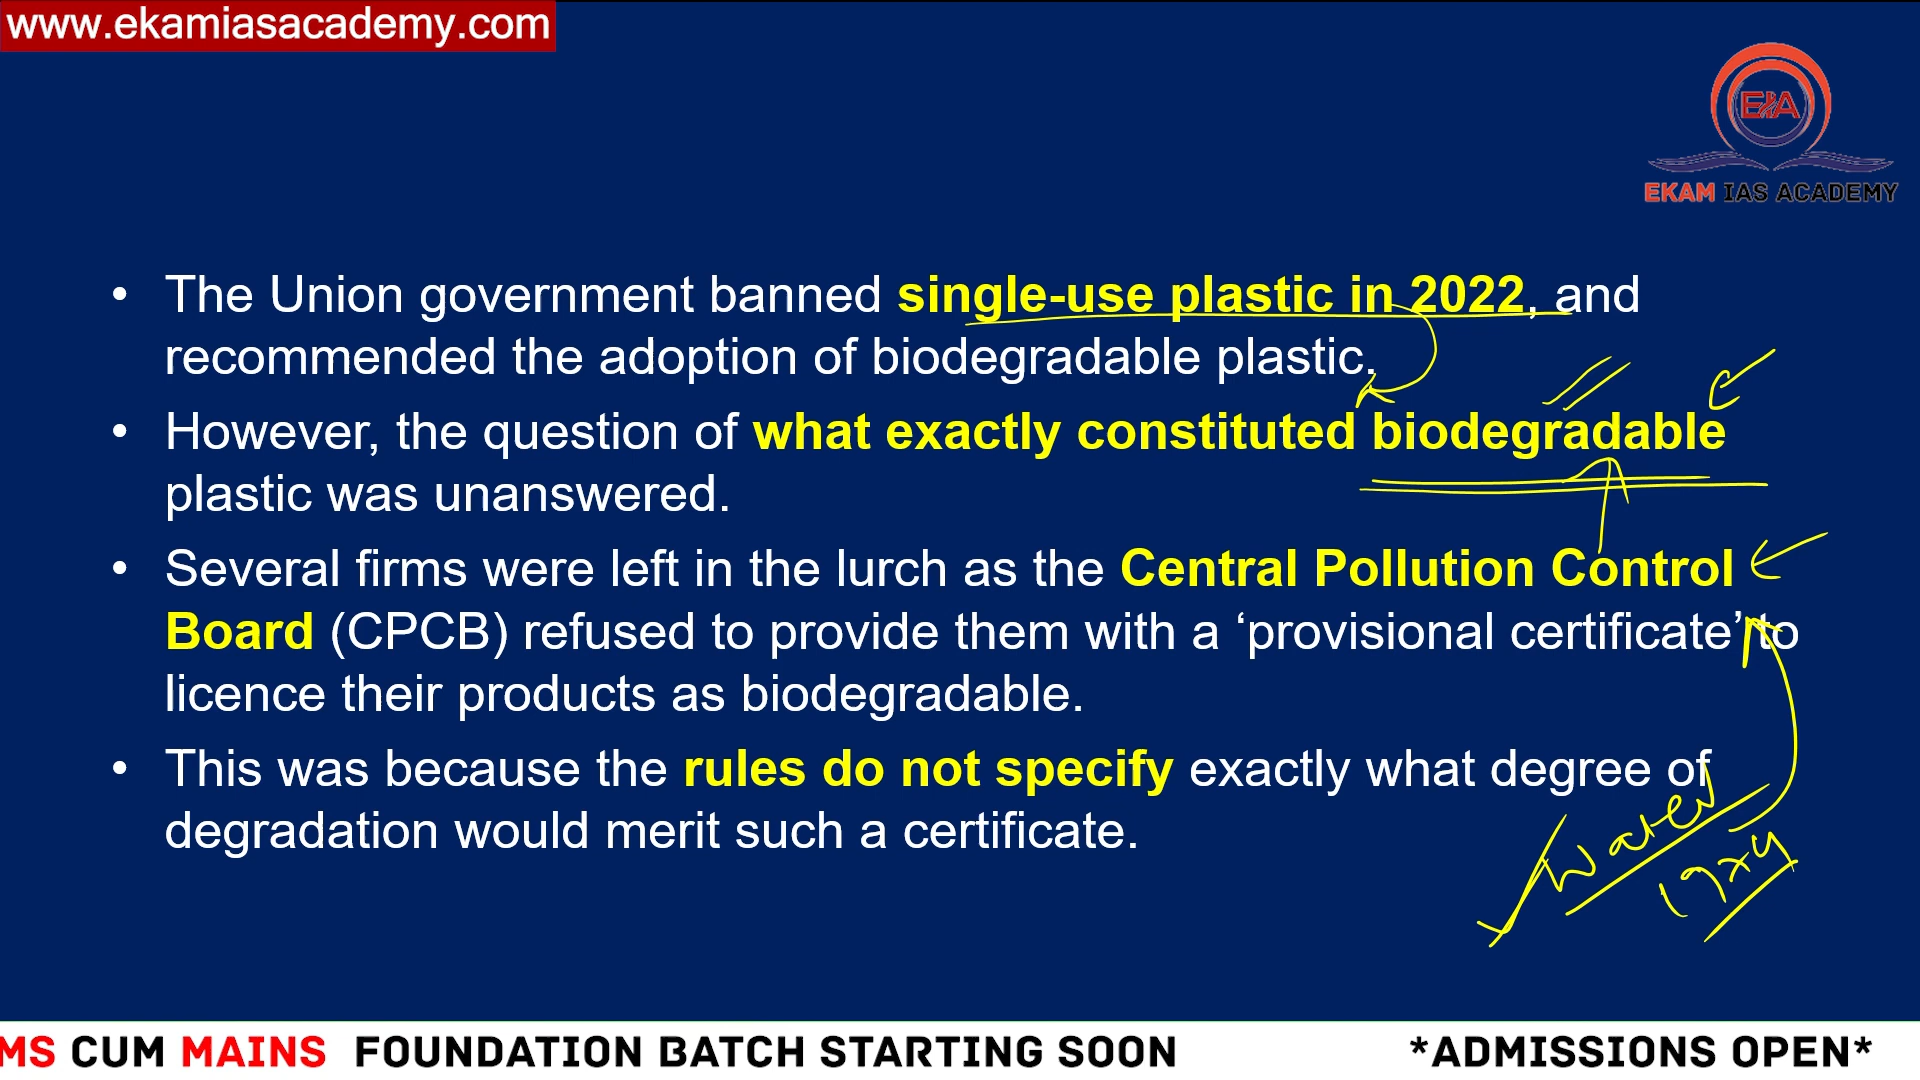 www.ekamiasacademy.com
EIA
EKAM IAS ACADEMY
• The Union government banned single-use plastic in 2022, and
recommended the adoption of biodegradable plastic.
• However, the question of what exactly constituted biodegradable
plastic was unanswered.
• Several firms were left in the lurch as the Central Pollution Control
Board (CPCB) refused to provide them with a ‘provisional certificate’ to
licence their products as biodegradable.
• This was because the rules do not specify exactly what degree of
degradation would merit such a certificate.
Water
1974
MS CUM MAINS FOUNDATION BATCH STARTING SOON *ADMISSIONS OPEN*